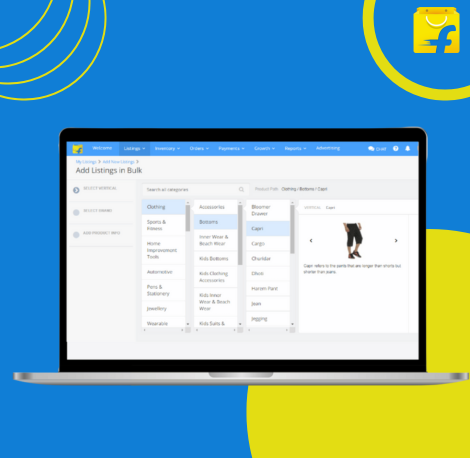 Welcome Listings Inventory Orders Payments Growth Reports Advertising Chat
My Listings > Add New Listings >
Add Listings in Bulk
SELECT VERTICAL
SELECT BRAND
ADD PRODUCT INFO
Search all categories
Product Path Clothing / Bottoms / Capri
Clothing
Sports &
Fitness
Home
Improvement
Tools
Automotive
Pens &
Stationery
Jewellery
Wearable
Accessories
Bottoms
Inner Wear &
Beach Wear
Kids Bottoms
Kids Clothing
Accessories
Kids Inner
Wear & Beach
Wear
Kids Suits &
Bloomer
Drawer
Capri
Cargo
Churidar
Dhoti
Harem Pant
Jean
Jegging
VERTICAL Capri
Capri refers to the pants that are longer than shorts but
shorter than jeans.